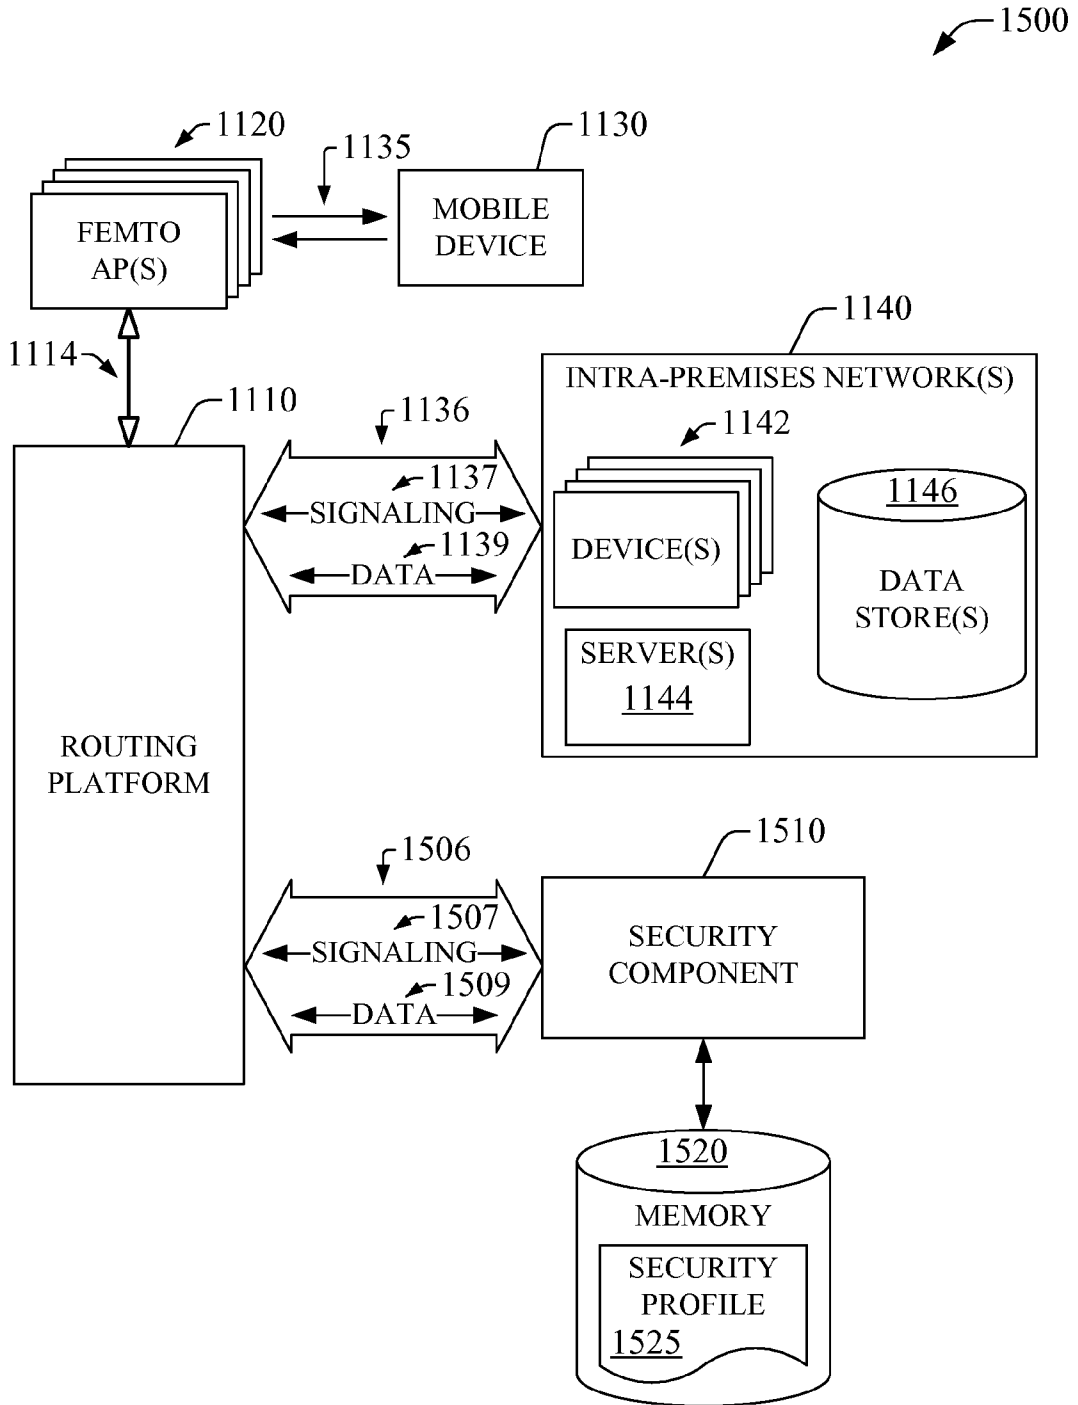 1500
1120
1135
1130
FEMTO
AP(S)
MOBILE
DEVICE
1114
1110
1140
INTRA-PREMISES NETWORK(S)
1136
1137
SIGNALING
1139
DATA
1142
DEVICE(S)
1146
DATA
STORE(S)
SERVER(S)
1144
ROUTING
PLATFORM
1506
1507
SIGNALING
1509
DATA
1510
SECURITY
COMPONENT
1520
MEMORY
SECURITY
PROFILE
1525